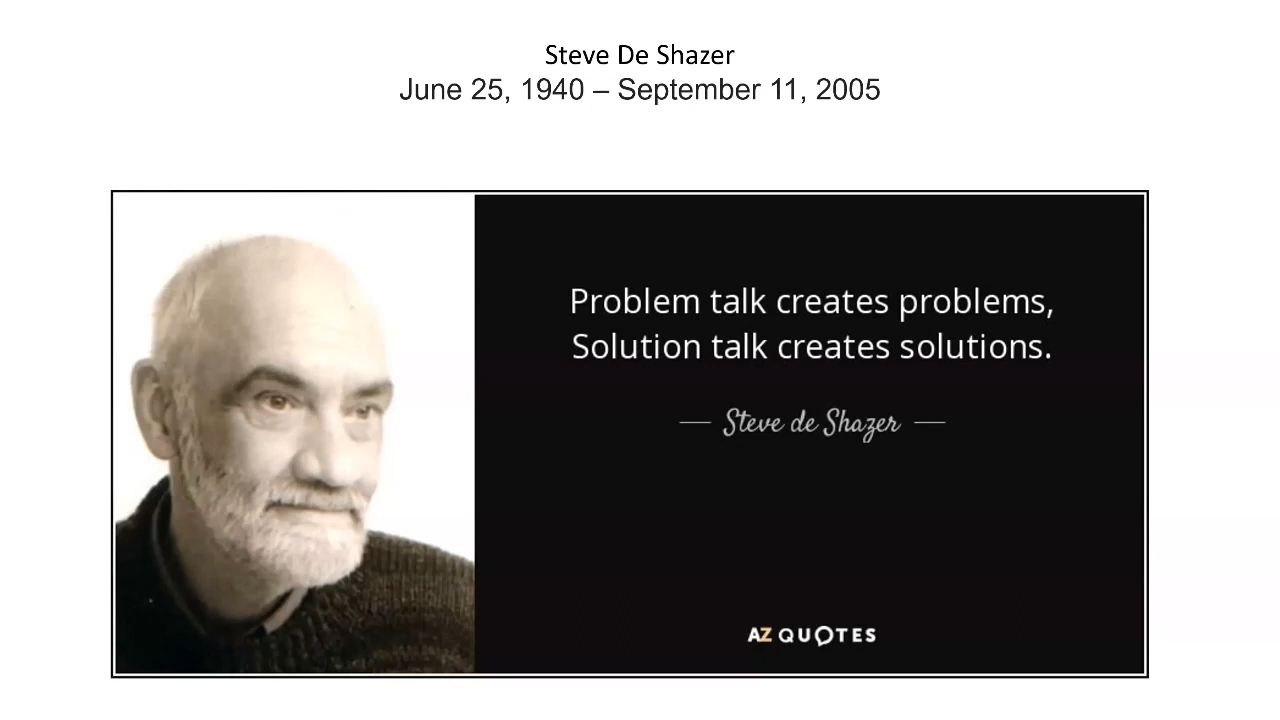 Steve De Shazer
June 25, 1940 – September 11, 2005
Problem talk creates problems,
Solution talk creates solutions.
— Steve de Shazer —
AZ QUOTES